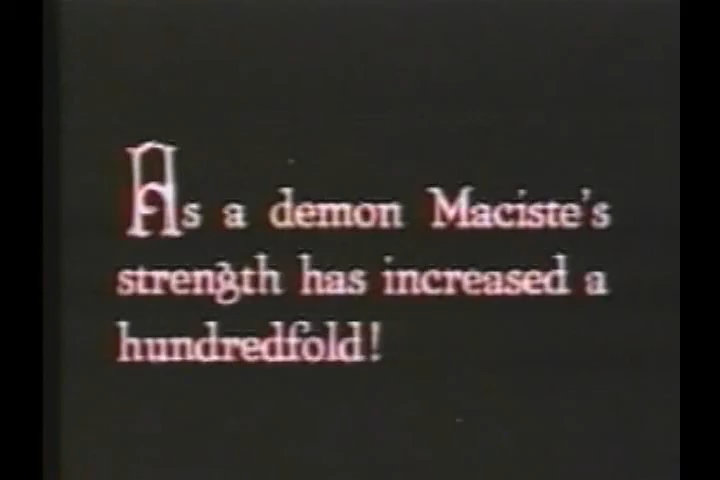 As a demon Maciste's
strength has increased a
hundredfold!